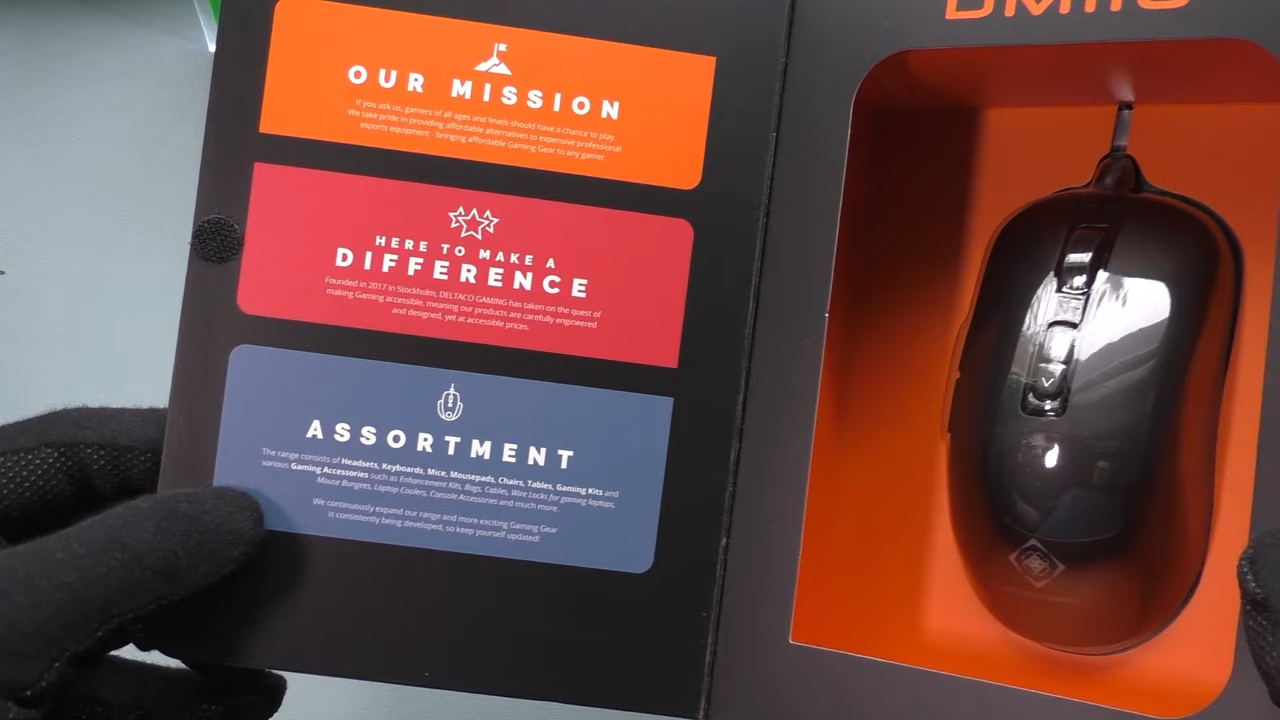 OUR MISSION
If you ask us, gamers of all ages and levels should have a chance to play
We take pride in providing affordable alternatives to expensive professional
esports equipment - bringing affordable Gaming Gear to any gamer
HERE TO MAKE A
DIFFERENCE
Founded in 2017 in Stockholm, DELTACO GAMING has taken on the quest of
making Gaming accessible, meaning our products are carefully engineered
and designed, yet at accessible prices.
ASSORTMENT
The range consists of Headsets, Keyboards, Mice, Mousepads, Chairs, Tables, Gaming Kits and
various Gaming Accessories such as Enhancement Kits, Bags, Cables, Wire Locks for gaming laptops,
Mouse Bungees, Laptop Coolers, Console Accessories and much more.
We continuously expand our range and more exciting Gaming Gear
is consistently being developed, so keep yourself updated!